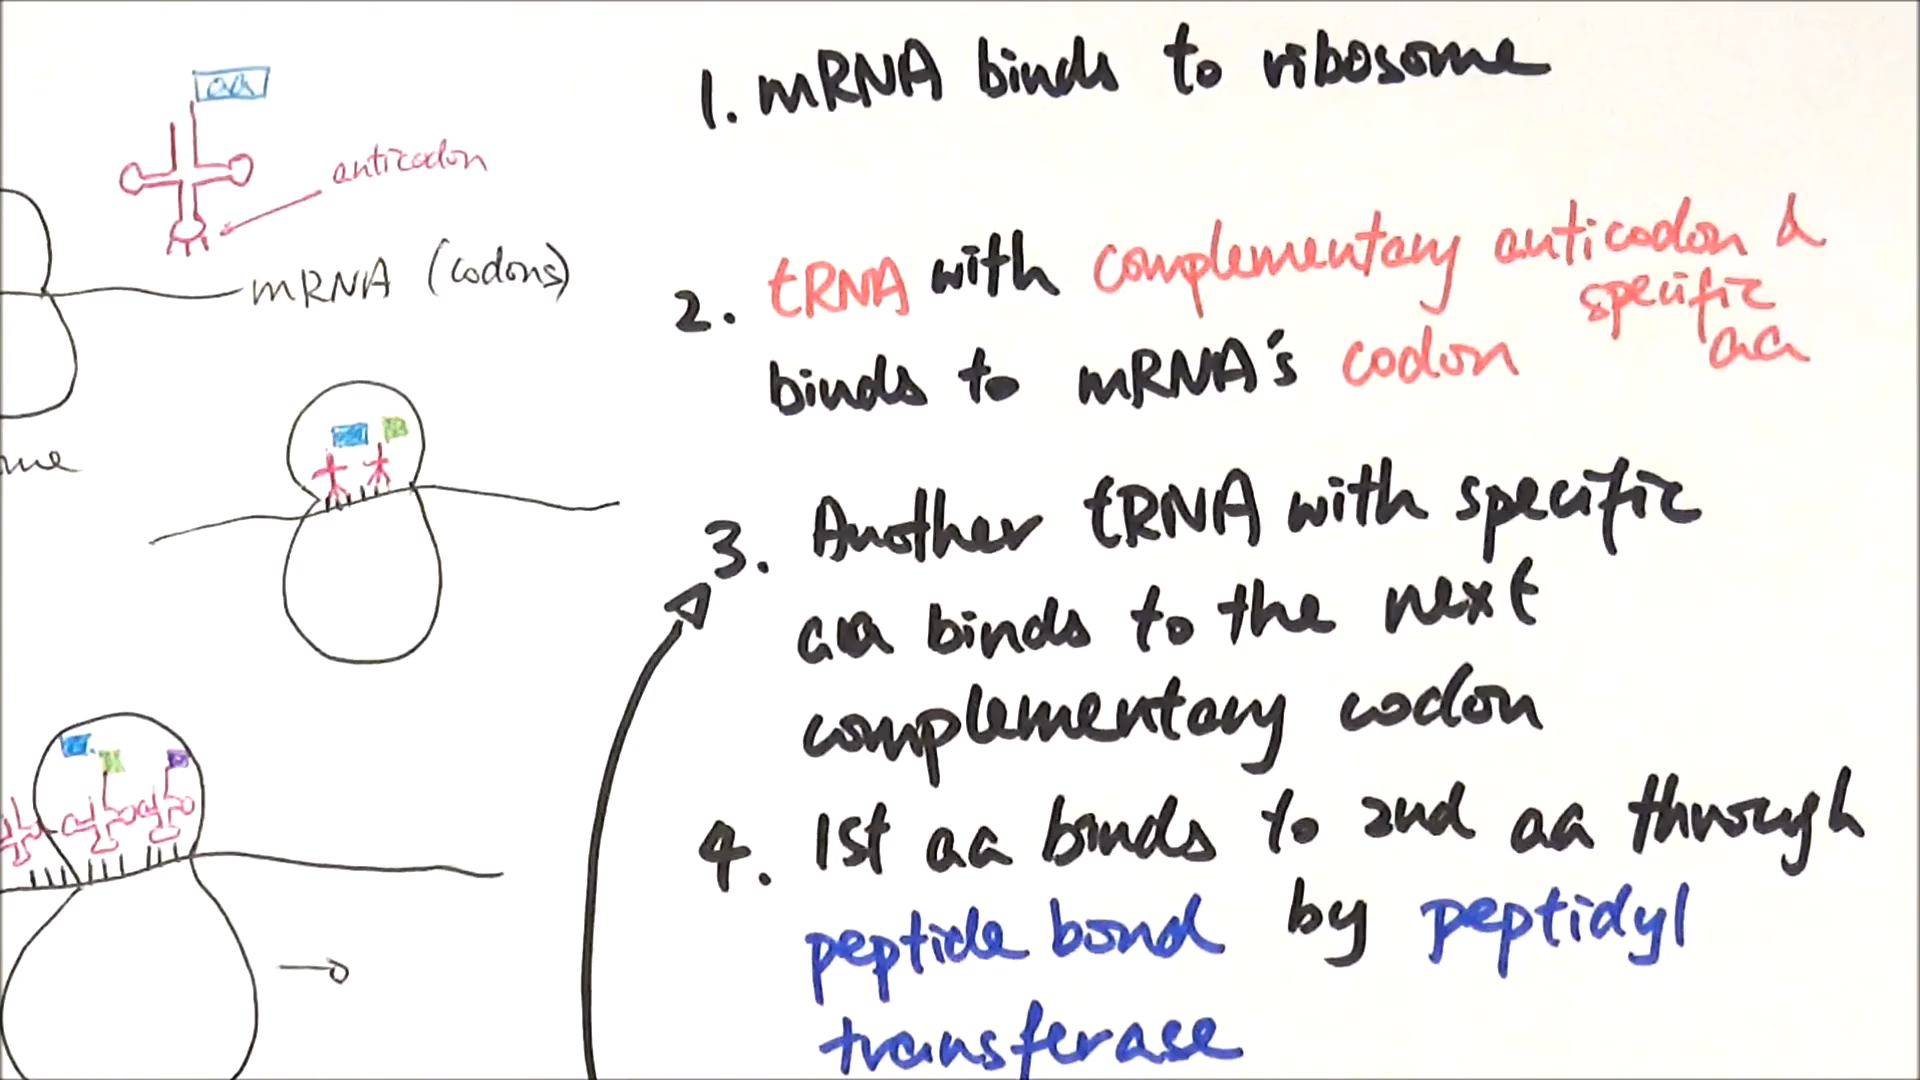 aa
anticodon
mRNA (codons)
me
1. mRNA binds to ribosome
2. tRNA with complementary anticodon &
specific
aa
binds to mRNA's codon
3. Another tRNA with specific
aa binds to the next
complementary codon
4. 1st aa binds to 2nd aa through
peptide bond by peptidyl
transferase